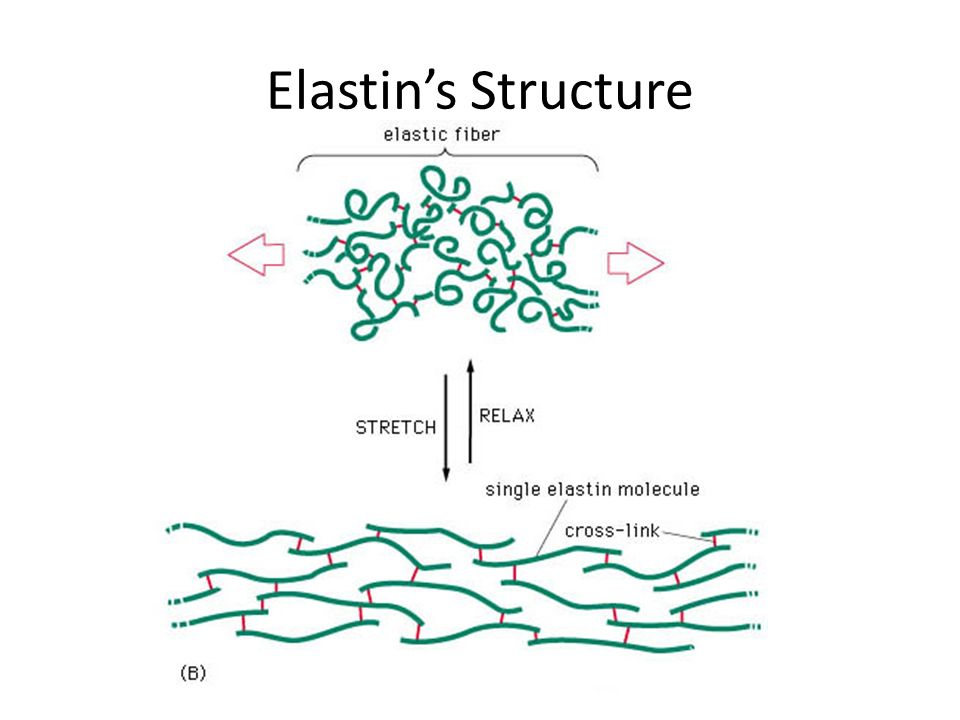 Elastin’s Structure
elastic fiber
STRETCH
RELAX
single elastin molecule
cross-link
(B)